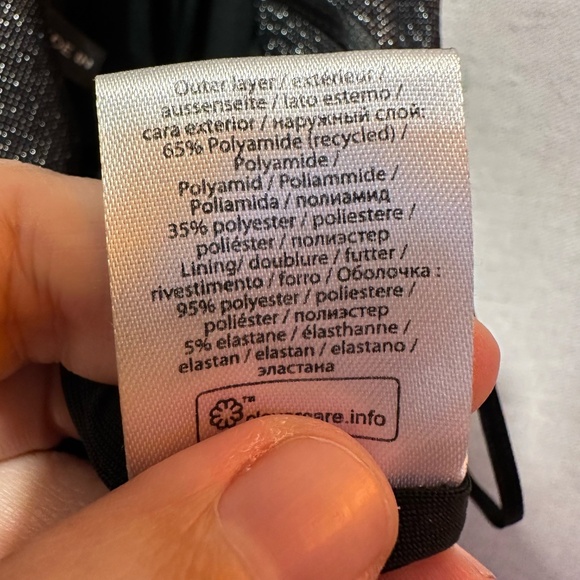 Outer layer / extérieur /
aussenseite / lato esterno /
cara exterior / наружный слой:
65% Polyamide (recycled) /
Polyamide /
Polyamid / Poliammide /
Poliamida / полиамид
35% polyester / poliestere /
poliéster / полиэстер
Lining/ doublure / futter /
rivestimento / forro / Оболочка :
95% polyester / poliestere /
poliéster / полиэстер
5% elastane / élasthanne /
elastan / elastan / elastano /
эластана
TM